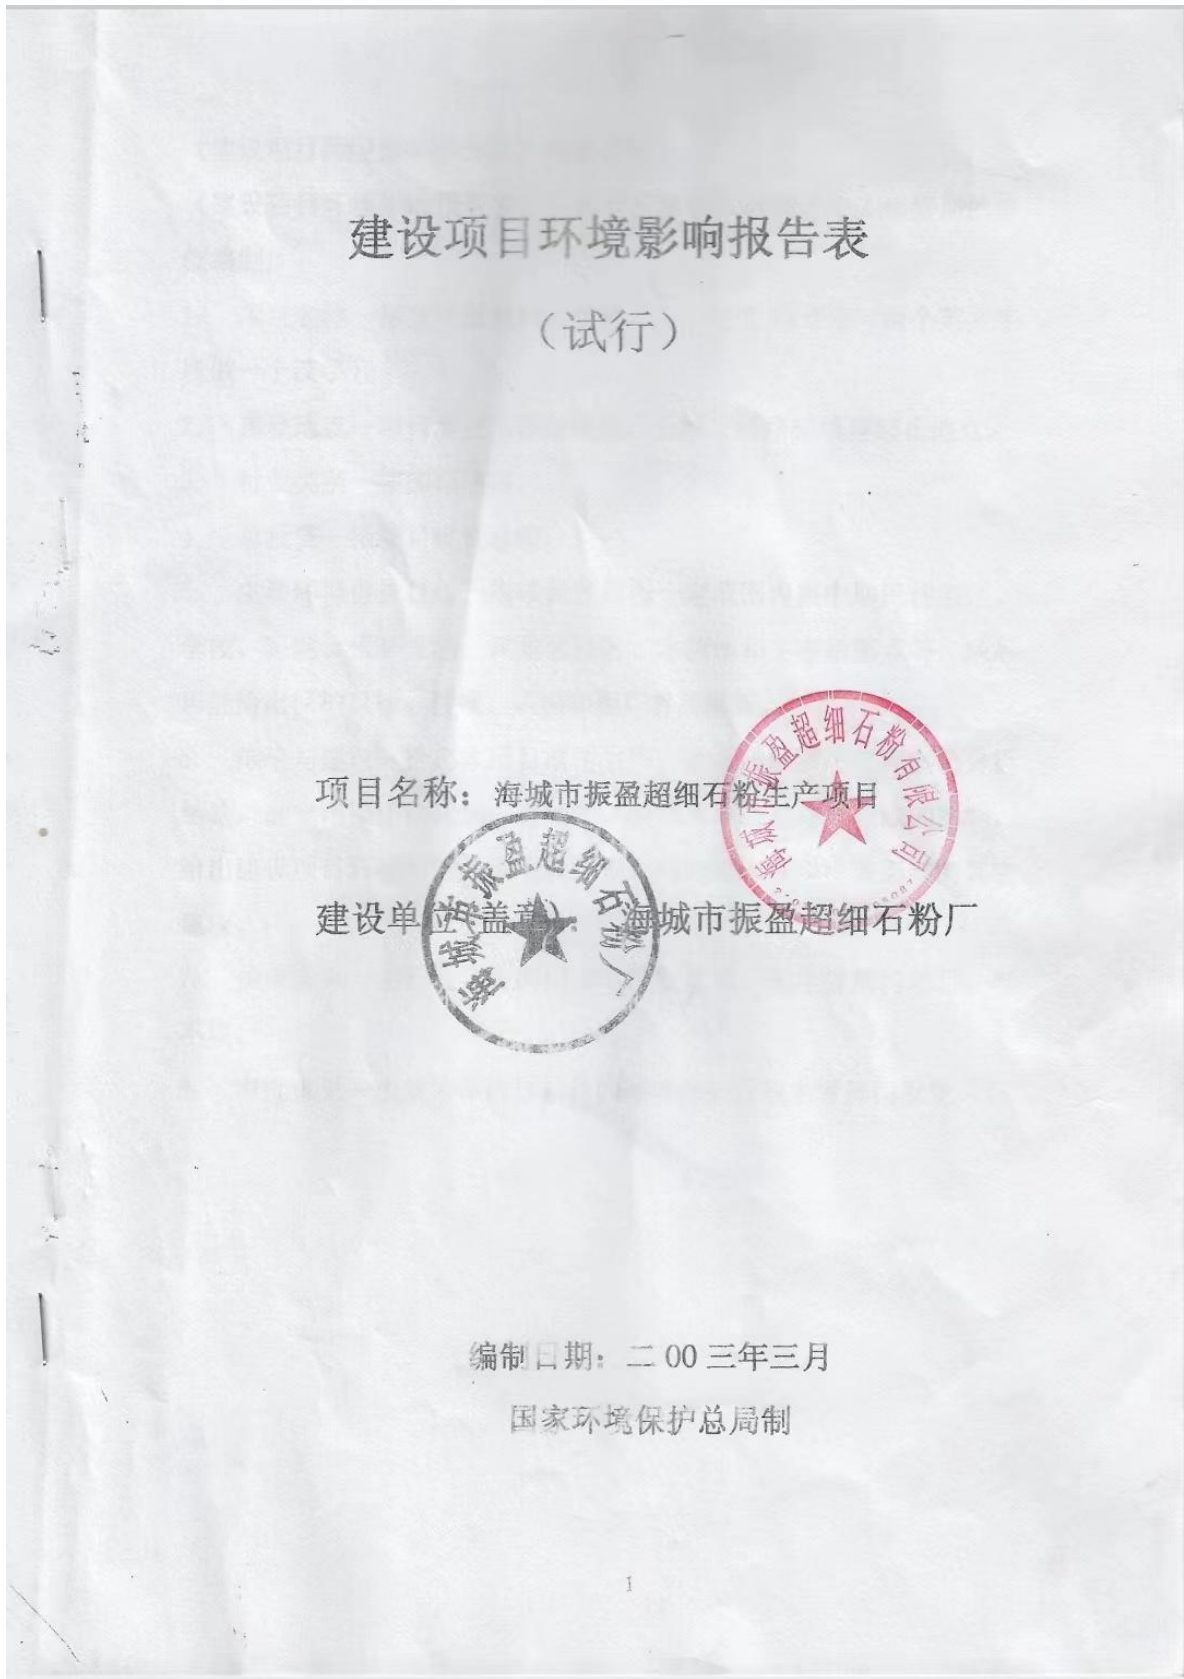 建设项目环境影响报告表
（试行）
海城市振盈超细石粉有限公司
项目名称：海城市振盈超细石粉生产项目
海城市振盈超细石粉厂
建设单位（盖章）：海城市振盈超细石粉厂
编制日期：二00三年三月
国家环境保护总局制
1